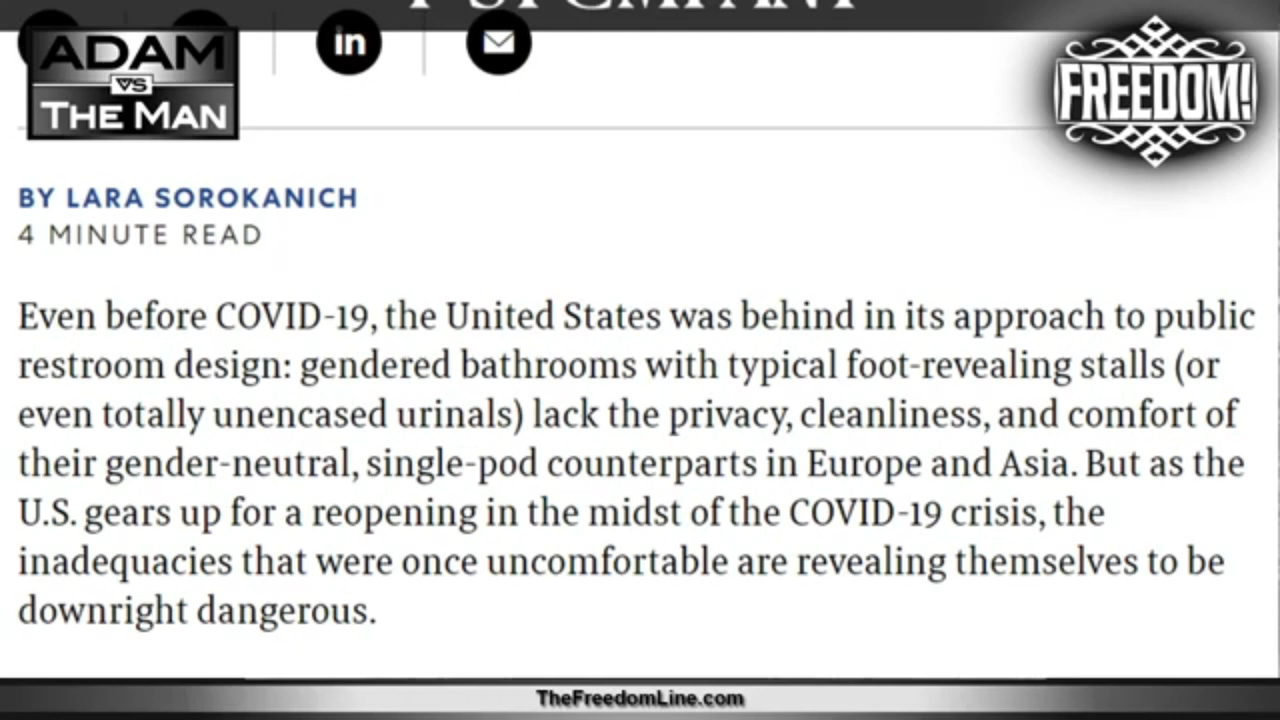 ADAM
VS
THE MAN
in
FREEDOM!
BY LARA SOROKANICH
4 MINUTE READ
Even before COVID-19, the United States was behind in its approach to public
restroom design: gendered bathrooms with typical foot-revealing stalls (or
even totally unencased urinals) lack the privacy, cleanliness, and comfort of
their gender-neutral, single-pod counterparts in Europe and Asia. But as the
U.S. gears up for a reopening in the midst of the COVID-19 crisis, the
inadequacies that were once uncomfortable are revealing themselves to be
downright dangerous.
TheFreedomLine.com